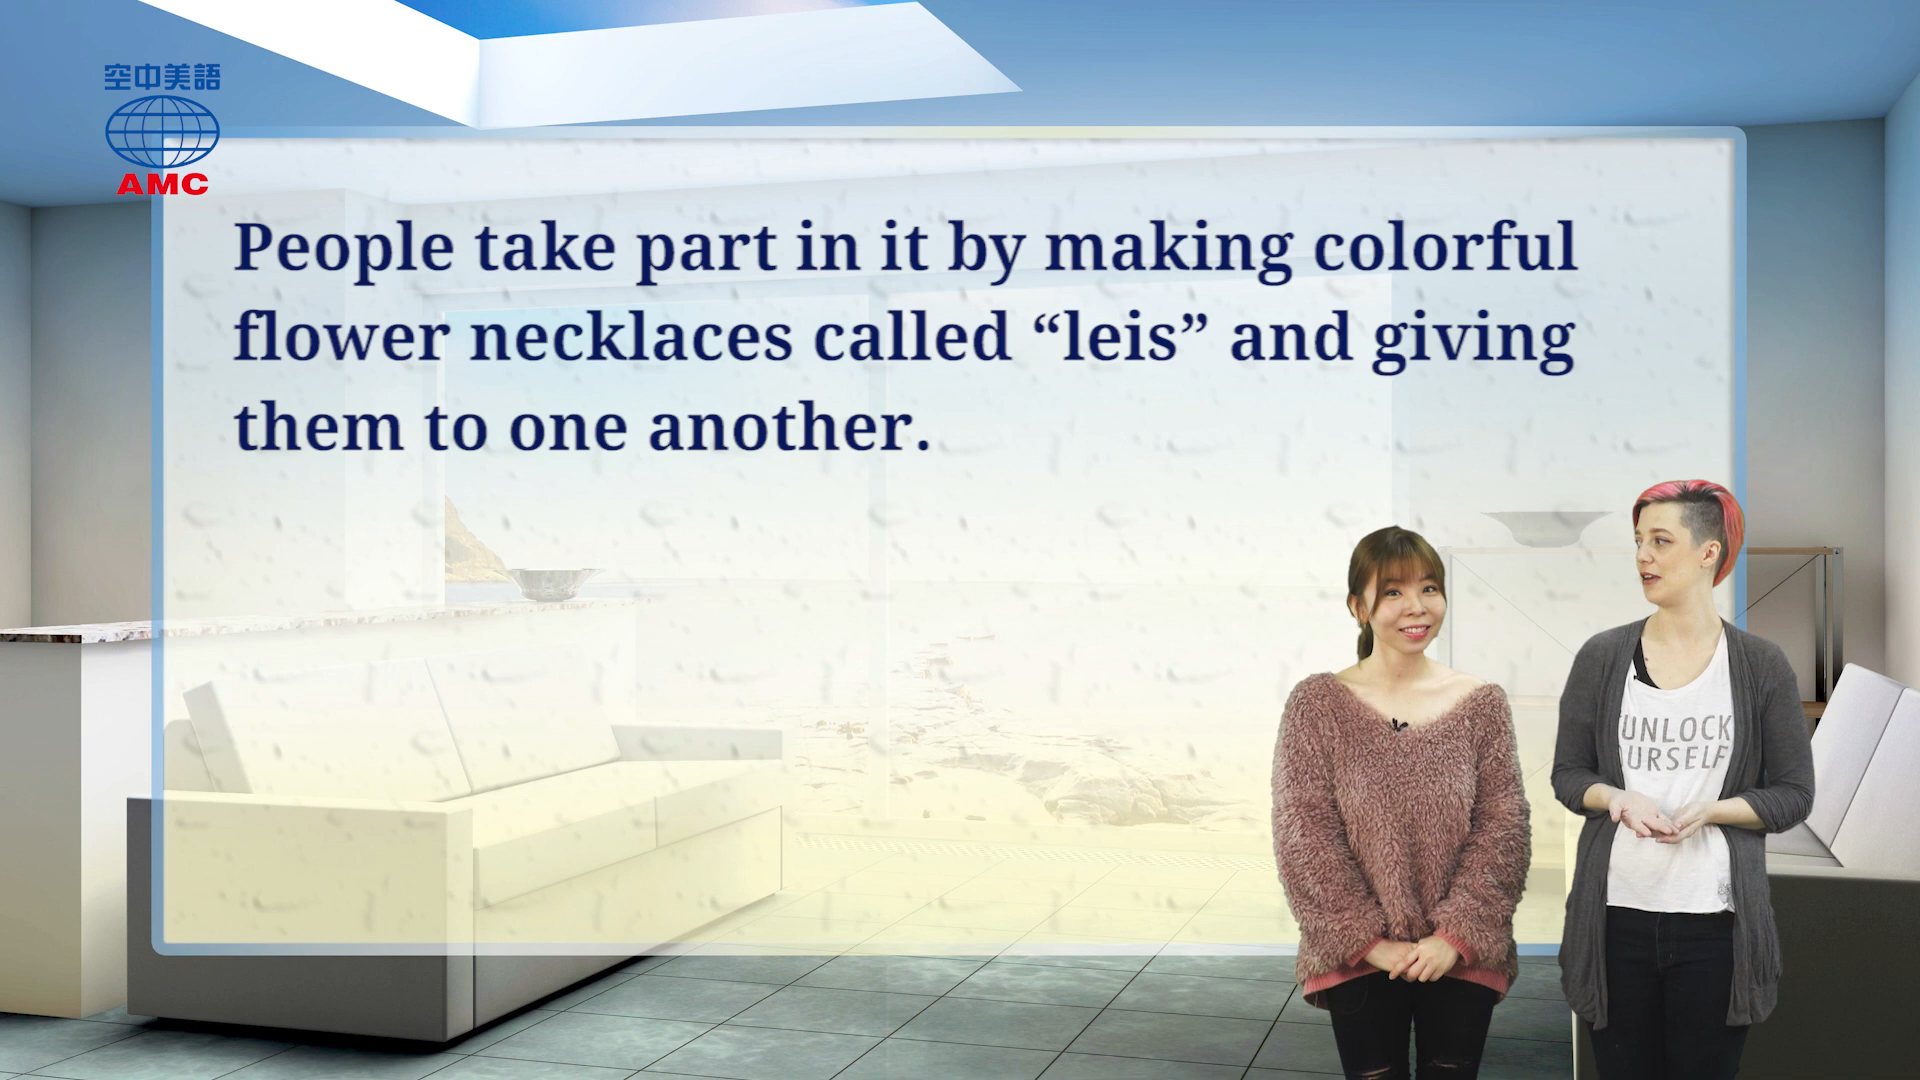 空中美語
AMC
People take part in it by making colorful
flower necklaces called “leis” and giving
them to one another.
UNLOCK
OURSELF